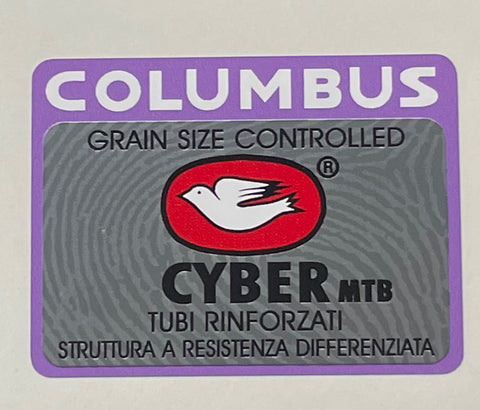 COLUMBUS
GRAIN SIZE CONTROLLED
®
CYBER MTB
TUBI RINFORZATI
STRUTTURA A RESISTENZA DIFFERENZIATA